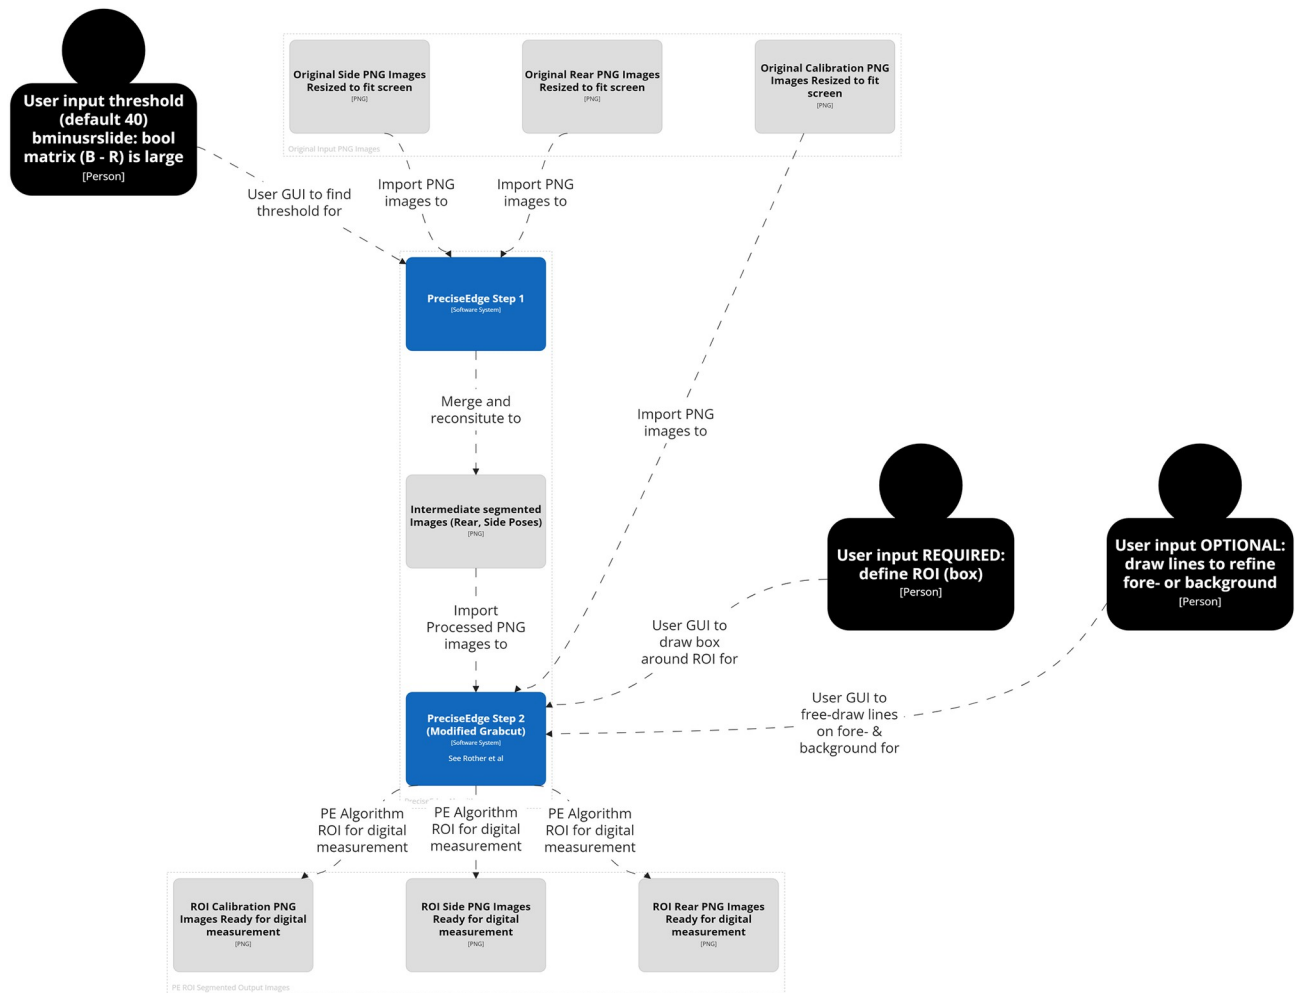 User input threshold
(default 40)
bminusrslide: bool
matrix (B - R) is large
[Person]
Original Side PNG Images
Resized to fit screen
[PNG]
Original Rear PNG Images
Resized to fit screen
[PNG]
Original Calibration PNG
Images Resized to fit
screen
[PNG]
Original Input PNG Images
User GUI to find
threshold for
Import PNG
images to
Import PNG
images to
PreciseEdge Step 1
[Software System]
Merge and
reconsitute to
Import PNG
images to
Intermediate segmented
Images (Rear, Side Poses)
[PNG]
User input REQUIRED:
define ROI (box)
[Person]
User input OPTIONAL:
draw lines to refine
fore- or background
[Person]
Import
Processed PNG
images to
User GUI to
draw box
around ROI for
User GUI to
free-draw lines
on fore- &
background for
PreciseEdge Step 2
(Modified Grabcut)
[Software System]
See Rother et al
PE Algorithm
ROI for digital
measurement
PE Algorithm
ROI for digital
measurement
PE Algorithm
ROI for digital
measurement
ROI Calibration PNG
Images Ready for digital
measurement
[PNG]
ROI Side PNG Images
Ready for digital
measurement
[PNG]
ROI Rear PNG Images
Ready for digital
measurement
[PNG]
PE ROI Segmented Output Images